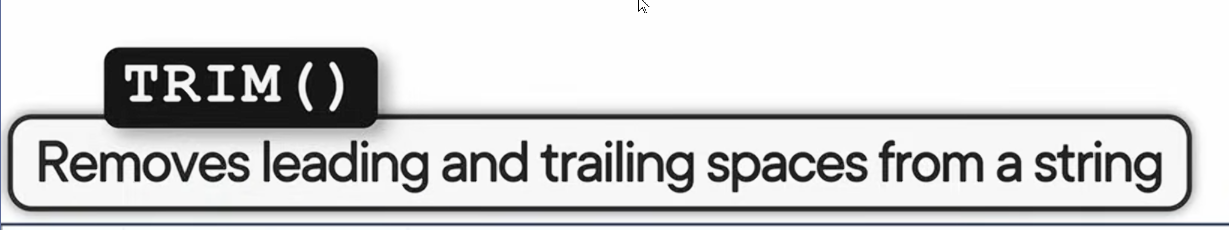 TRIM()
Removes leading and trailing spaces from a string